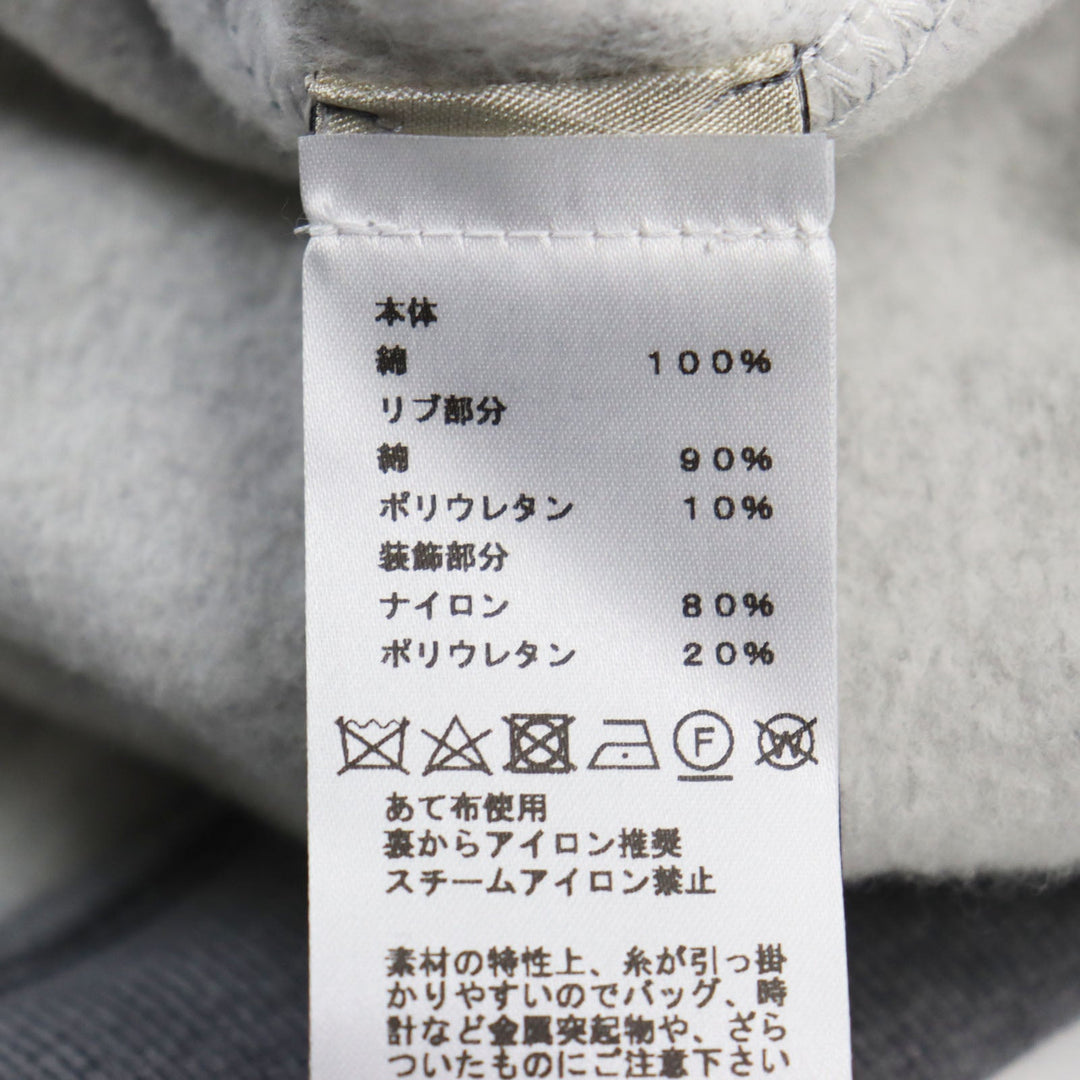 本体
綿 100%
リブ部分
綿 90%
ポリウレタン 10%
装飾部分
ナイロン 80%
ポリウレタン 20%
F W
あて布使用
裏からアイロン推奨
スチームアイロン禁止
素材の特性上、糸が引っ掛
かりやすいのでバッグ、時
計など金属突起物や、ざら
ついたものにご注意下さい